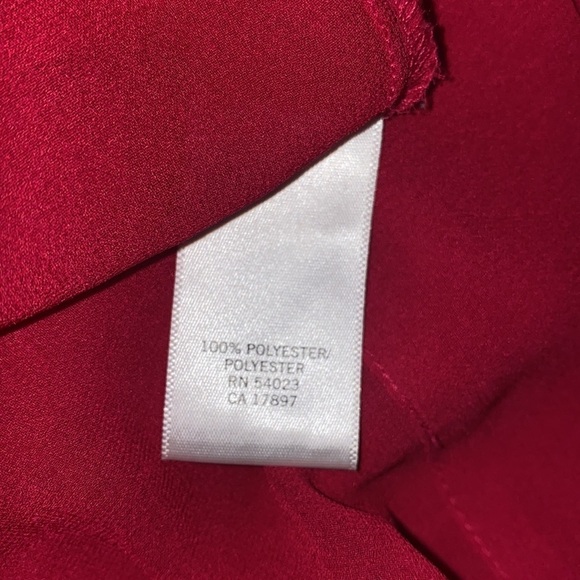 100% POLYESTER/
POLYESTER
RN 54023
CA 17897